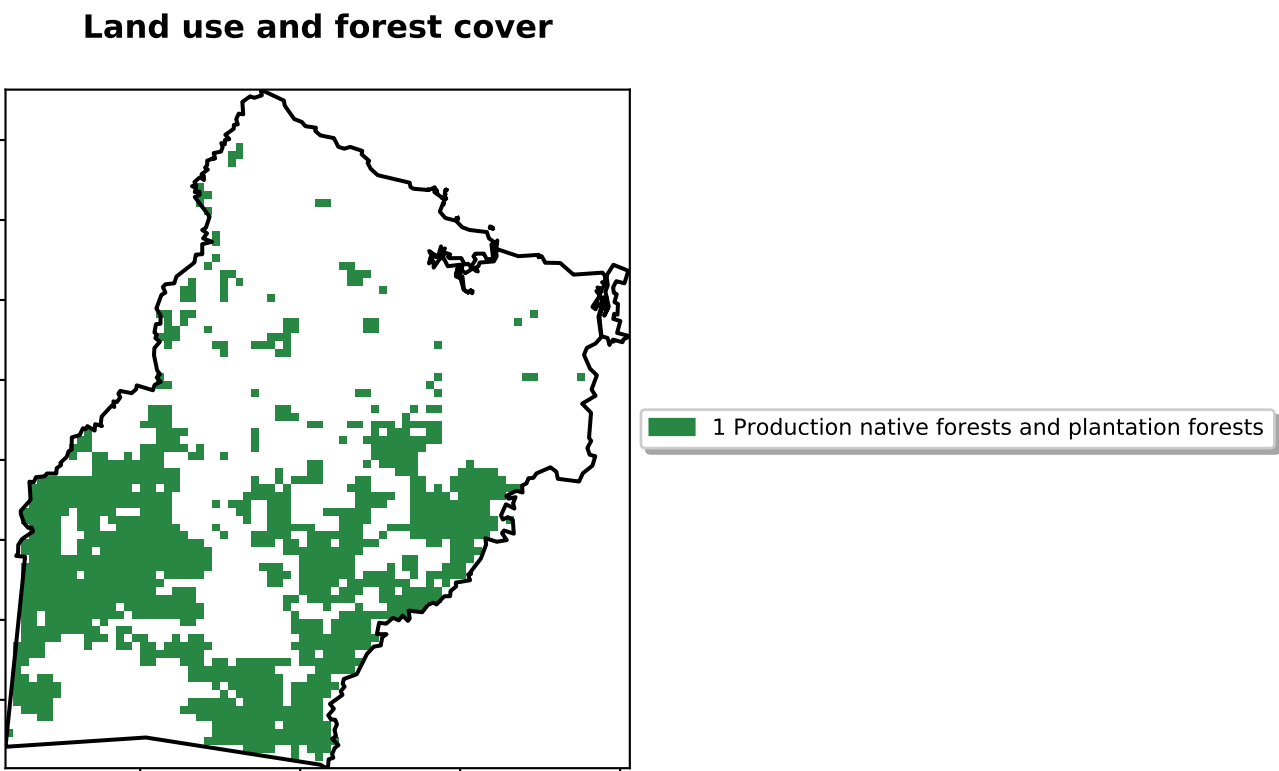 Land use and forest cover
1 Production native forests and plantation forests